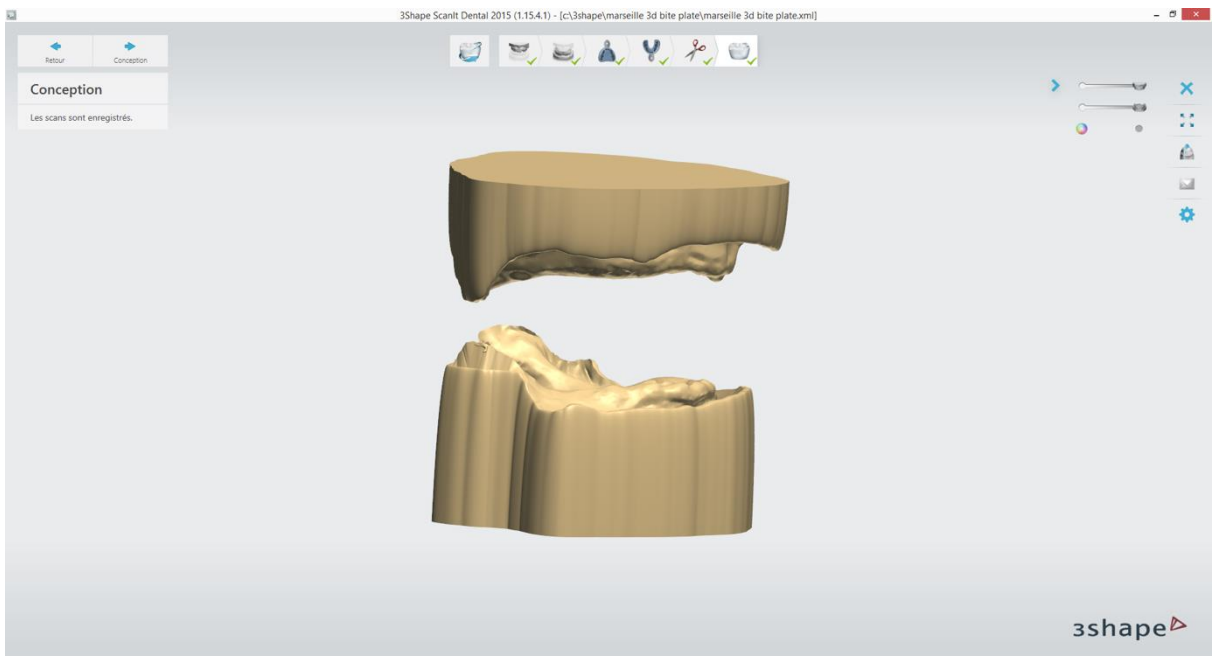 3Shape ScanIt Dental 2015 (1.15.4.1) - [c:\3shape\marseille 3d bite plate\marseille 3d bite plate.xml]
Retour
Conception
Conception
Les scans sont enregistrés.
3shape